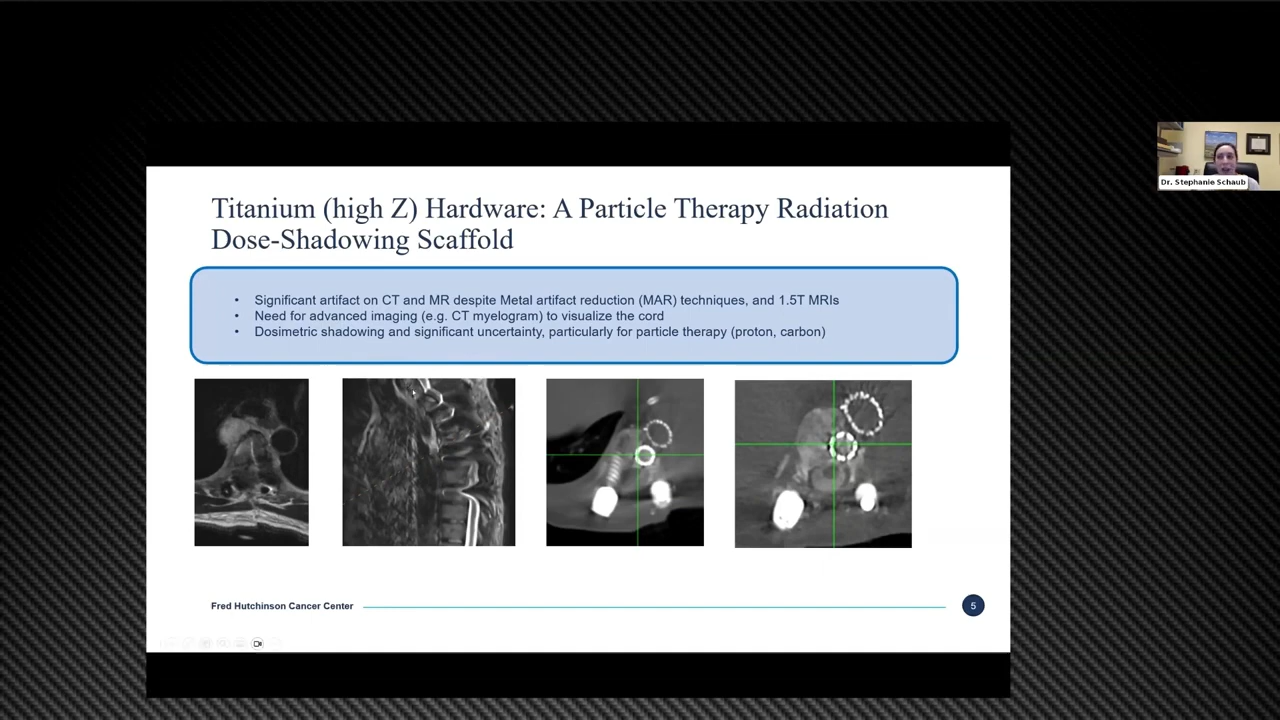 Titanium (high Z) Hardware: A Particle Therapy Radiation
Dose-Shadowing Scaffold
• Significant artifact on CT and MR despite Metal artifact reduction (MAR) techniques, and 1.5T MRIs
• Need for advanced imaging (e.g. CT myelogram) to visualize the cord
• Dosimetric shadowing and significant uncertainty, particularly for particle therapy (proton, carbon)
Fred Hutchinson Cancer Center
5
Dr. Stephanie Schaub